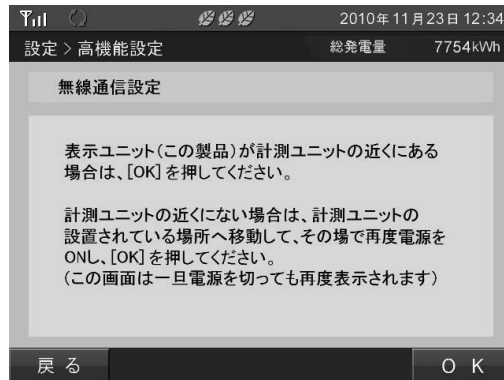 2010年11月23日 12:34
設定 > 高機能設定 総発電量 7754kWh
無線通信設定
表示ユニット(この製品)が計測ユニットの近くにある
場合は、[OK]を押してください。
計測ユニットの近くにない場合は、計測ユニットの
設置されている場所へ移動して、その場で再度電源を
ONし、[OK]を押してください。
(この画面は一旦電源を切っても再度表示されます)
戻る OK